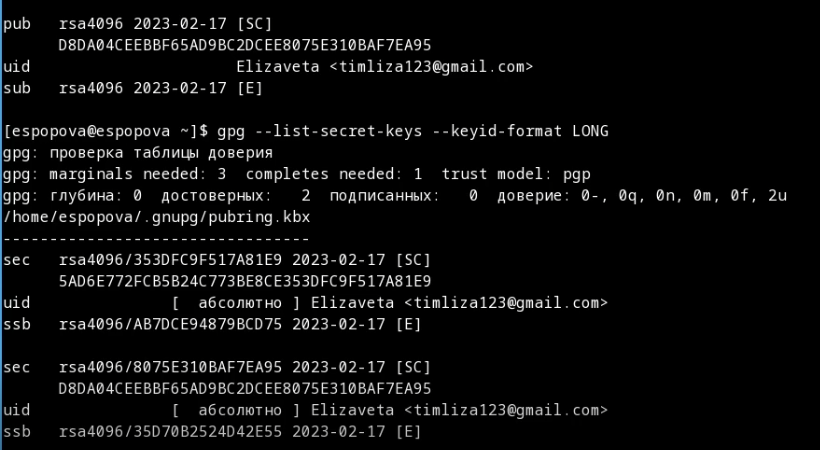 pub   rsa4096 2023-02-17 [SC]
      D8DA04CEEBBF65AD9BC2DCEE8075E310BAF7EA95
uid                      Elizaveta <timliza123@gmail.com>
sub   rsa4096 2023-02-17 [E]
[espopova@espopova ~]$ gpg --list-secret-keys --keyid-format LONG
gpg: проверка таблицы доверия
gpg: marginals needed: 3  completes needed: 1  trust model: pgp
gpg: глубина: 0  достоверных:   2  подписанных:   0  доверие: 0-, 0q, 0n, 0m, 0f, 2u
/home/espopova/.gnupg/pubring.kbx
---------------------------------
sec   rsa4096/353DFC9F517A81E9 2023-02-17 [SC]
      5AD6E772FCB5B24C773BE8CE353DFC9F517A81E9
uid               [  абсолютно ] Elizaveta <timliza123@gmail.com>
ssb   rsa4096/AB7DCE94879BCD75 2023-02-17 [E]
sec   rsa4096/8075E310BAF7EA95 2023-02-17 [SC]
      D8DA04CEEBBF65AD9BC2DCEE8075E310BAF7EA95
uid               [  абсолютно ] Elizaveta <timliza123@gmail.com>
ssb   rsa4096/35D70B2524D42E55 2023-02-17 [E]